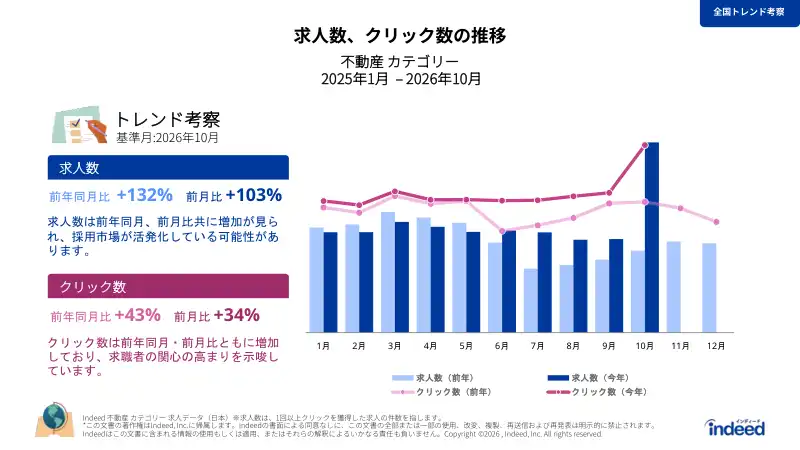 全国トレンド考察
求人数、クリック数の推移
不動産 カテゴリー
2025年1月 – 2026年10月
トレンド考察
基準月:2026年10月
求人数
前年同月比 +132% 前月比 +103%
求人数は前年同月、前月比共に増加が見ら
れ、採用市場が活発化している可能性があ
ります。
クリック数
前年同月比 +43% 前月比 +34%
クリック数は前年同月・前月比ともに増加
しており、求職者の関心の高まりを示唆し
ています。
1月 2月 3月 4月 5月 6月 7月 8月 9月 10月 11月 12月
求人数（前年） 求人数（今年）
クリック数（前年） クリック数（今年）
Indeed 不動産 カテゴリー 求人データ（日本）※求人数は、1回以上クリックを獲得した求人の件数を指します。
*この文書の著作権はIndeed, Inc.に帰属します。Indeedの書面による同意なしに、この文書の全部または一部の使用、改変、複製、再送信および再発表は明示的に禁止されます。
Indeedはこの文書に含まれる情報の使用もしくは適用、またはそれらの解釈によるいかなる責任も負いません。Copyright ©2026 , Indeed, Inc. All rights reserved.
インディード
indeed